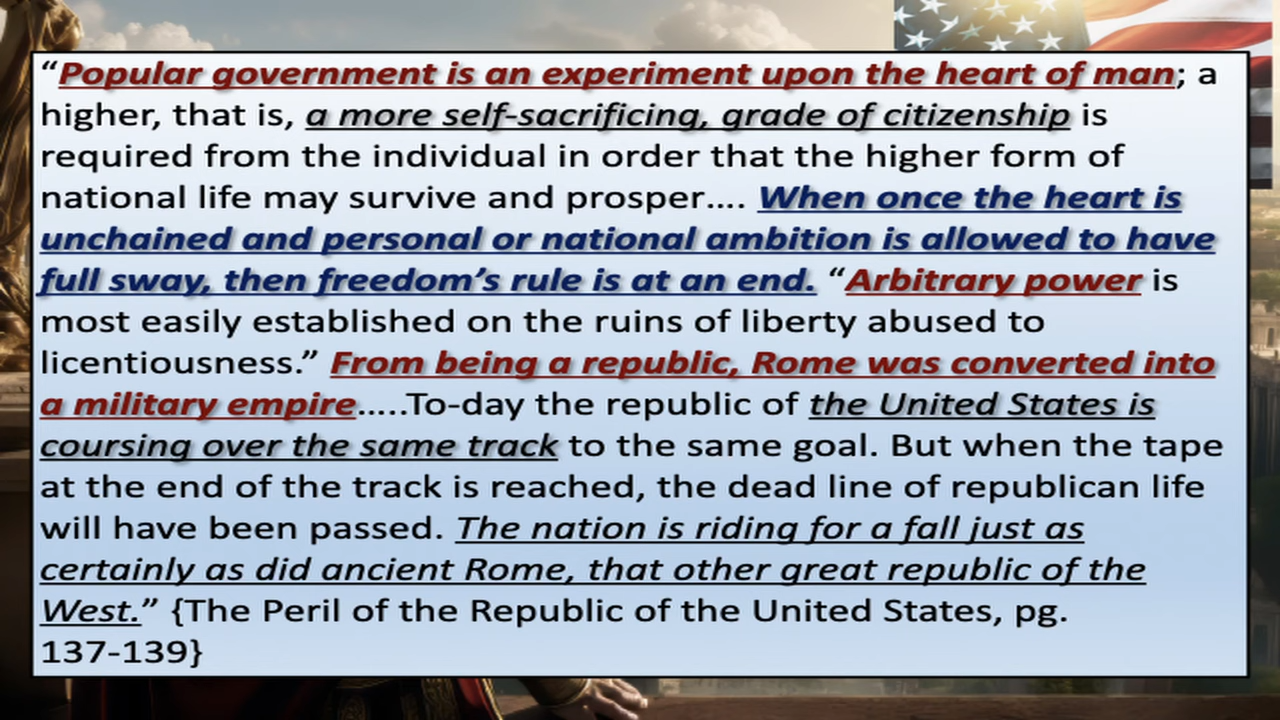 “Popular government is an experiment upon the heart of man; a
higher, that is, a more self-sacrificing, grade of citizenship is
required from the individual in order that the higher form of
national life may survive and prosper…. When once the heart is
unchained and personal or national ambition is allowed to have
full sway, then freedom’s rule is at an end. “Arbitrary power is
most easily established on the ruins of liberty abused to
licentiousness.” From being a republic, Rome was converted into
a military empire…..To-day the republic of the United States is
coursing over the same track to the same goal. But when the tape
at the end of the track is reached, the dead line of republican life
will have been passed. The nation is riding for a fall just as
certainly as did ancient Rome, that other great republic of the
West.” {The Peril of the Republic of the United States, pg.
137-139}